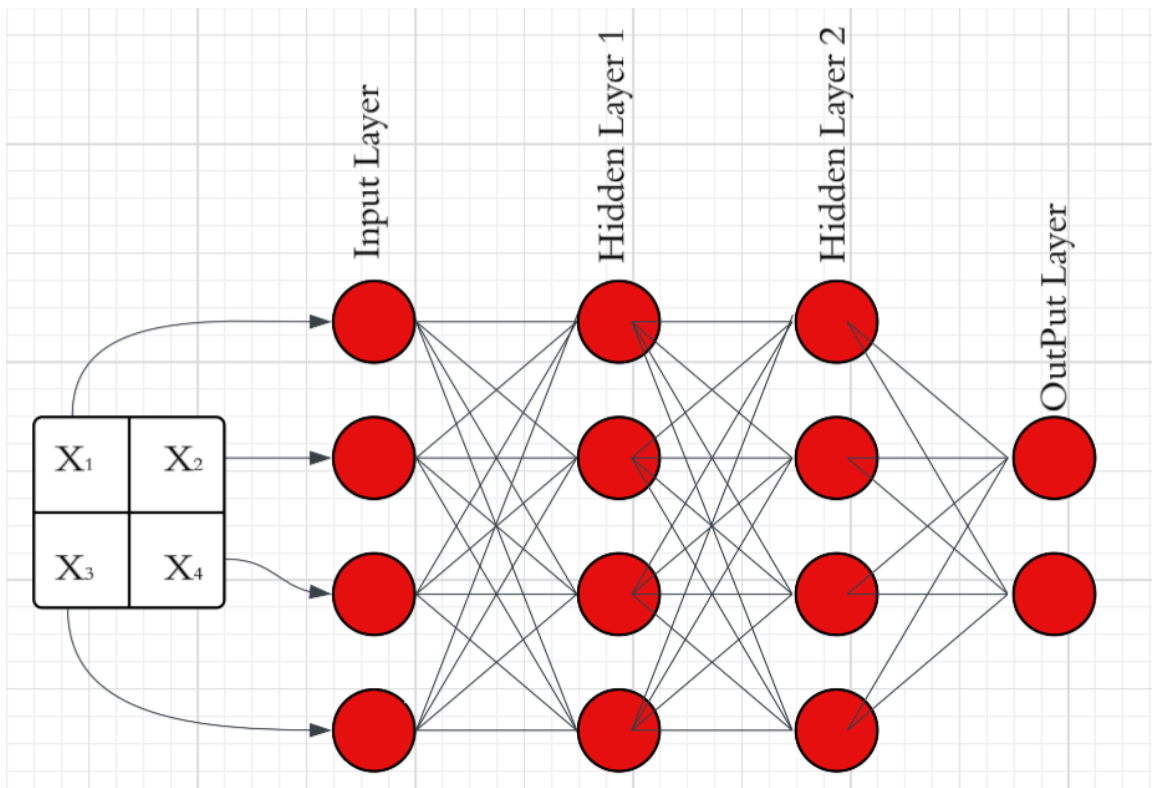 Input Layer
Hidden Layer 1
Hidden Layer 2
OutPut Layer
X₁ X₂
X₃ X₄